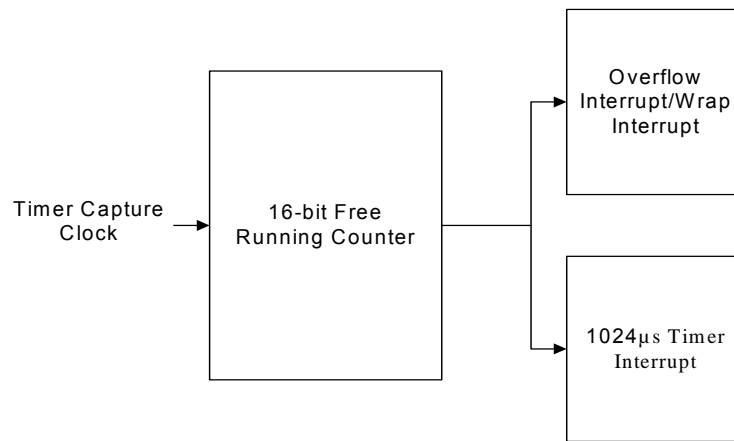 Timer Capture
Clock
16-bit Free
Running Counter
Overflow
Interrupt/Wrap
Interrupt
1024µs Timer
Interrupt